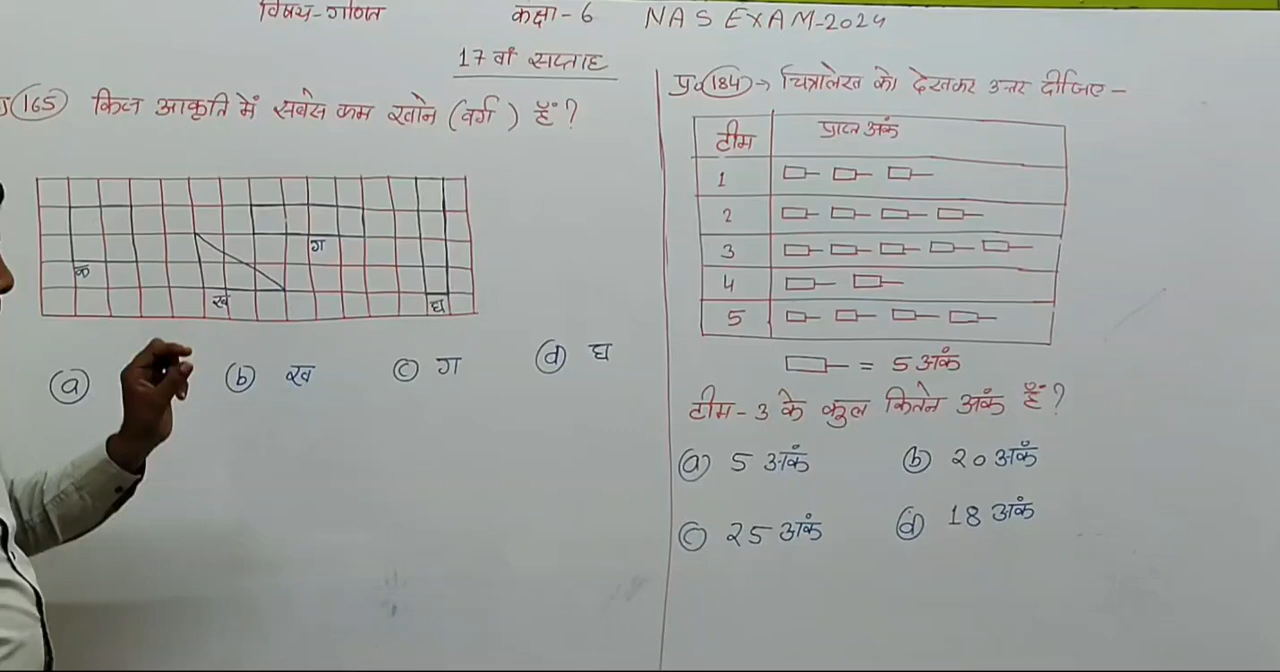 विषय-गणित कक्षा-6 NAS EXAM-2024
17 वां सप्ताह
165 किस आकृति में सबसे कम खाने (वर्ग) हैं?
क
ख
ग
घ
(a)
(b) ख
(c) ग
(d) घ
प्र. 184 → चित्रालेख को देखकर उत्तर दीजिए-
टीम प्राप्त अंक
1
2
3
4
5
= 5 अंक
टीम-3 के कुल कितने अंक हैं?
(a) 5 अंक (b) 20 अंक
(c) 25 अंक (d) 18 अंक